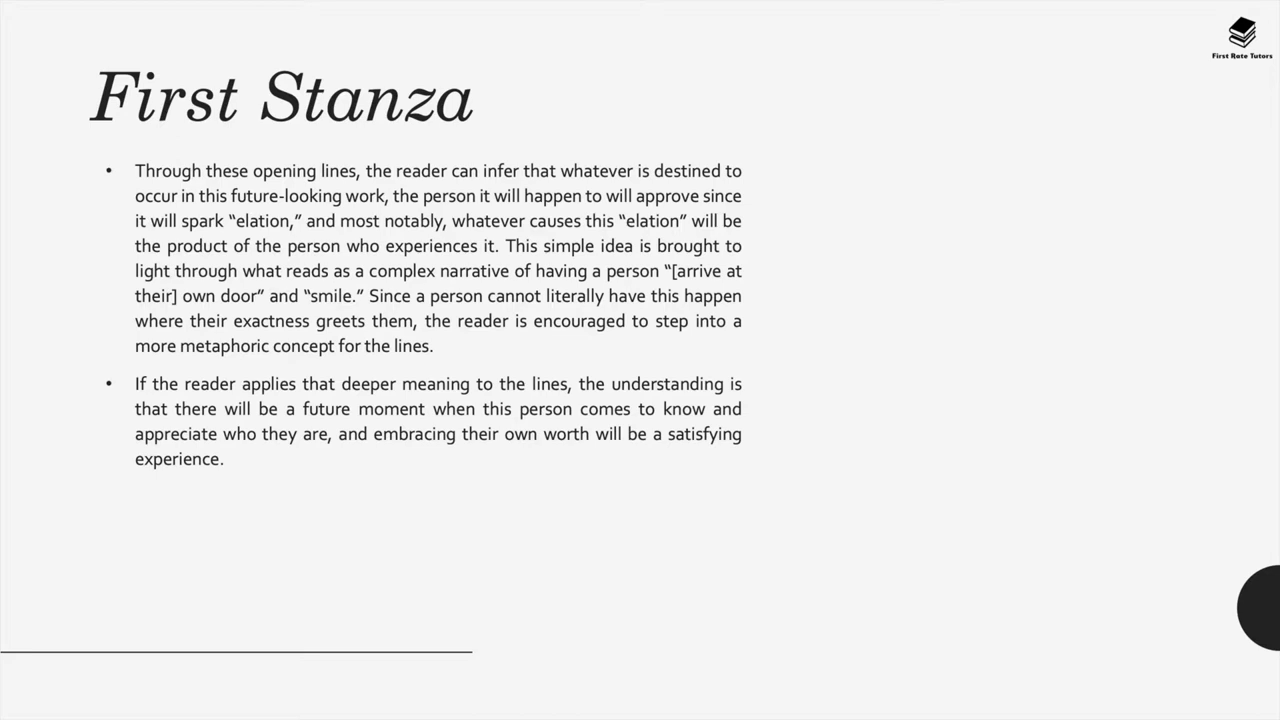 First Rate Tutors
First Stanza
• Through these opening lines, the reader can infer that whatever is destined to
occur in this future-looking work, the person it will happen to will approve since
it will spark “elation,” and most notably, whatever causes this “elation” will be
the product of the person who experiences it. This simple idea is brought to
light through what reads as a complex narrative of having a person “[arrive at
their] own door” and “smile.” Since a person cannot literally have this happen
where their exactness greets them, the reader is encouraged to step into a
more metaphoric concept for the lines.
• If the reader applies that deeper meaning to the lines, the understanding is
that there will be a future moment when this person comes to know and
appreciate who they are, and embracing their own worth will be a satisfying
experience.